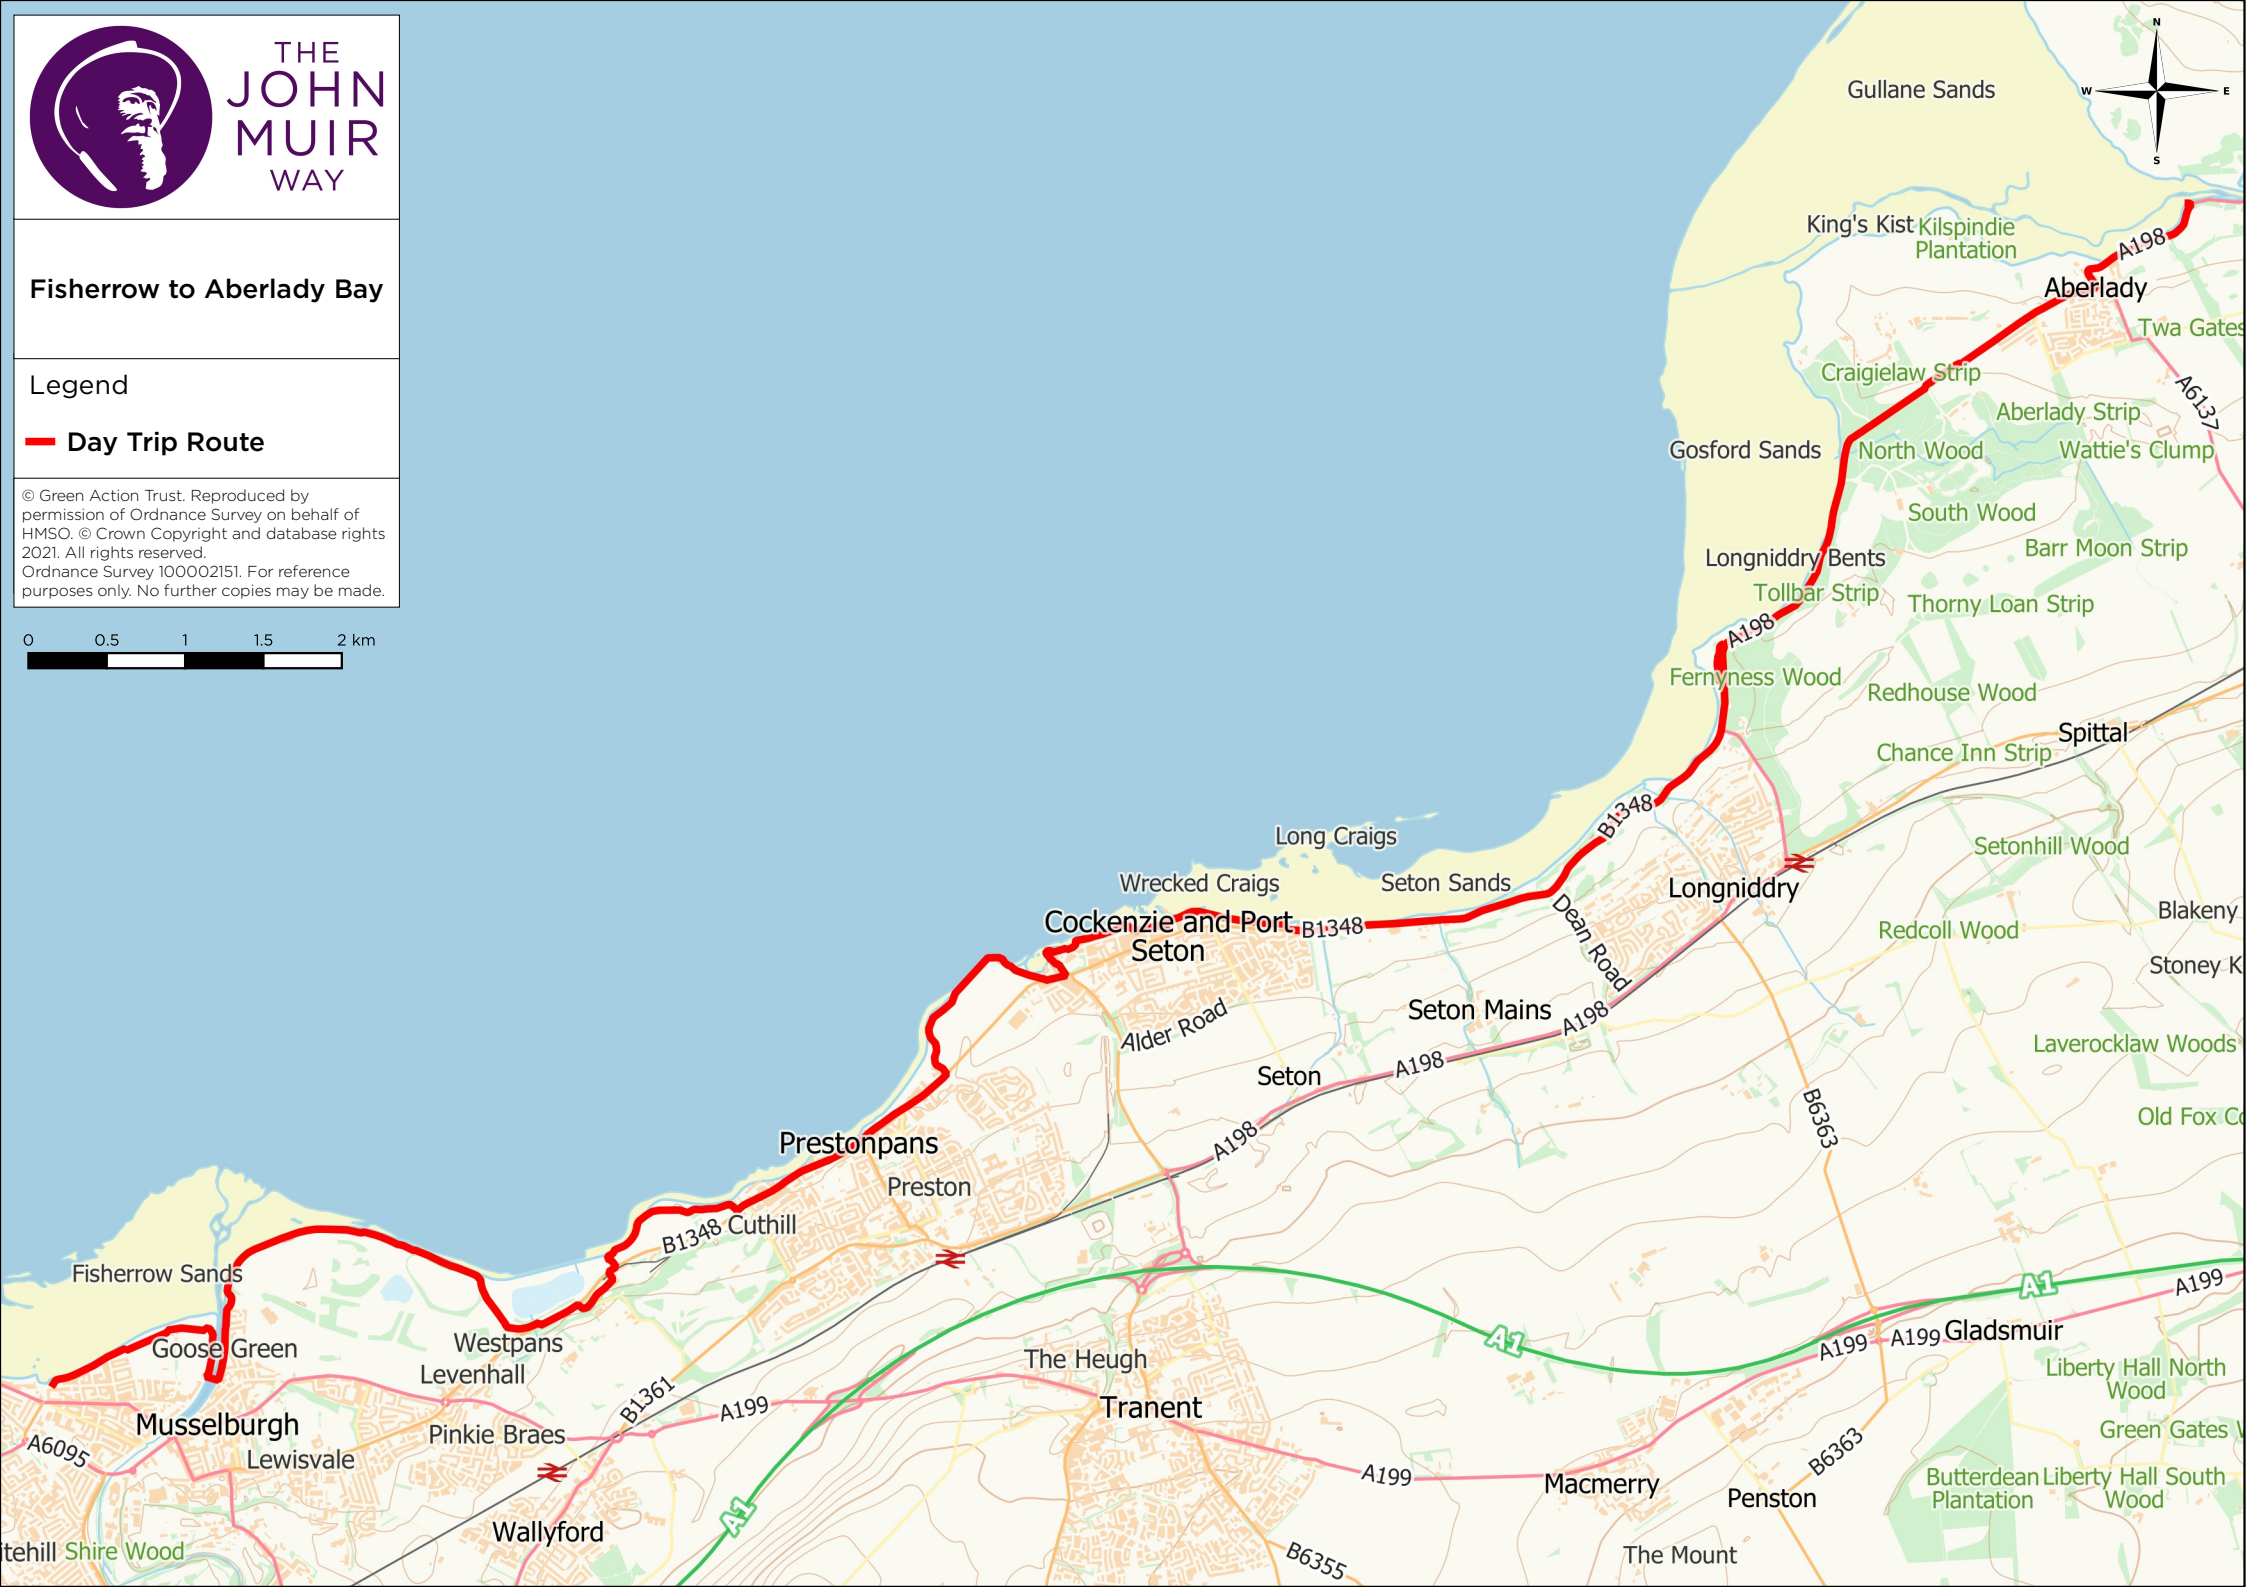 THE
JOHN
MUIR
WAY
Fisherrow to Aberlady Bay
Legend
Day Trip Route
© Green Action Trust. Reproduced by
permission of Ordnance Survey on behalf of
HMSO. © Crown Copyright and database rights
2021. All rights reserved.
Ordnance Survey 100002151. For reference
purposes only. No further copies may be made.
0 0.5 1 1.5 2 km
N
W E
S
Gullane Sands
King's Kist
Kilspindie
Plantation
A198
Aberlady
Twa Gates
Craigielaw Strip
A6137
Aberlady Strip
Gosford Sands
North Wood
Wattie's Clump
South Wood
Barr Moon Strip
Longniddry Bents
Tollbar Strip
Thorny Loan Strip
A198
Fernyness Wood
Redhouse Wood
Spittal
Chance Inn Strip
B1348
Long Craigs
Setonhill Wood
Wrecked Craigs
Seton Sands
Longniddry
Blakeny
Cockenzie and Port
Seton
B1348
Dean Road
Redcoll Wood
Stoney K
Seton Mains
A198
Alder Road
Laverocklaw Woods
A198
Seton
B6363
Old Fox Co
A198
Prestonpans
Preston
B1348
Cuthill
Fisherrow Sands
A1
A199
Goose Green
Westpans
A1
A199
A199
Gladsmuir
The Heugh
Levenhall
Liberty Hall North
Wood
B1361
A199
Tranent
Musselburgh
Pinkie Braes
Green Gates W
A6095
Lewisvale
B6363
A199
Macmerry
Butterdean
Plantation
Liberty Hall South
Wood
Penston
A1
Wallyford
itehill
Shire Wood
B6355
The Mount